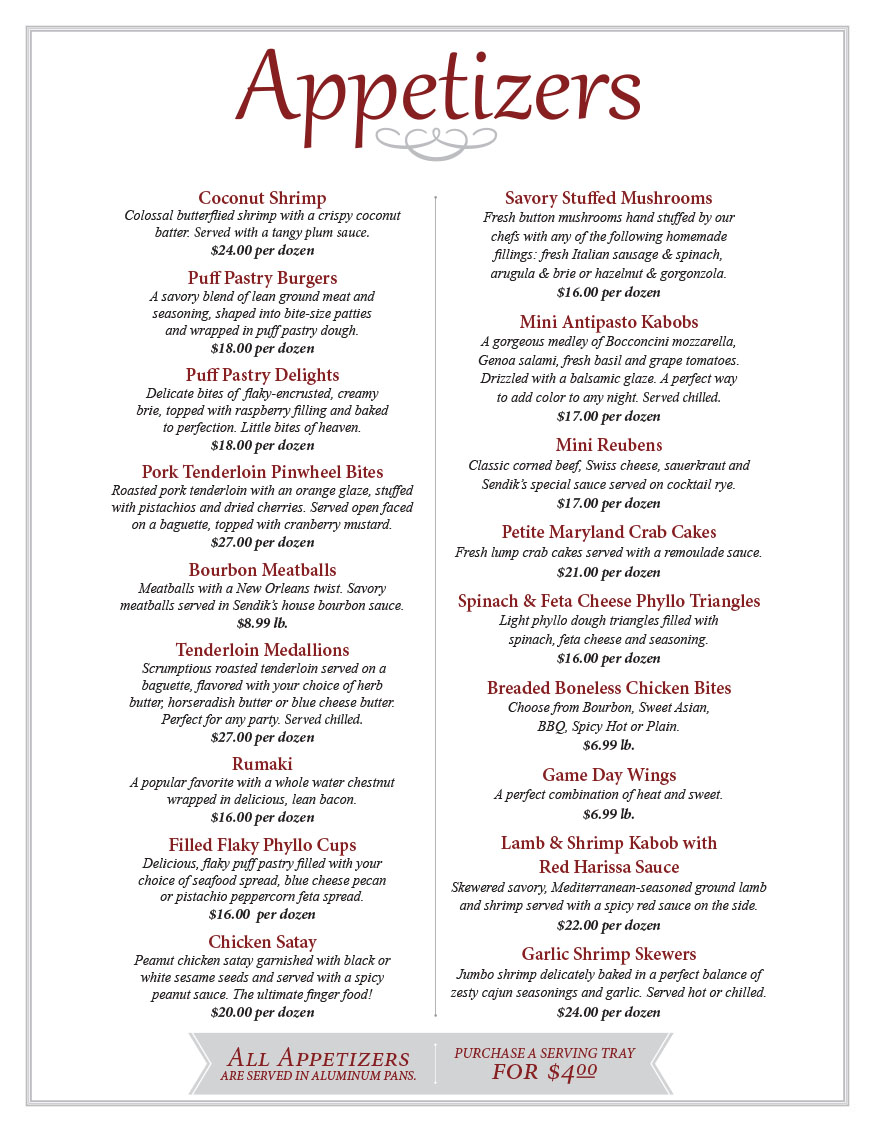 Appetizers
Coconut Shrimp
Colossal butterflied shrimp with a crispy coconut
batter. Served with a tangy plum sauce.
$24.00 per dozen
Puff Pastry Burgers
A savory blend of lean ground meat and
seasoning, shaped into bite-size patties
and wrapped in puff pastry dough.
$18.00 per dozen
Puff Pastry Delights
Delicate bites of flaky-encrusted, creamy
brie, topped with raspberry filling and baked
to perfection. Little bites of heaven.
$18.00 per dozen
Pork Tenderloin Pinwheel Bites
Roasted pork tenderloin with an orange glaze, stuffed
with pistachios and dried cherries. Served open faced
on a baguette, topped with cranberry mustard.
$27.00 per dozen
Bourbon Meatballs
Meatballs with a New Orleans twist. Savory
meatballs served in Sendik's house bourbon sauce.
$8.99 lb.
Tenderloin Medallions
Scrumptious roasted tenderloin served on a
baguette, flavored with your choice of herb
butter, horseradish butter or blue cheese butter.
Perfect for any party. Served chilled.
$27.00 per dozen
Rumaki
A popular favorite with a whole water chestnut
wrapped in delicious, lean bacon.
$16.00 per dozen
Filled Flaky Phyllo Cups
Delicious, flaky puff pastry filled with your
choice of seafood spread, blue cheese pecan
or pistachio peppercorn feta spread.
$16.00 per dozen
Chicken Satay
Peanut chicken satay garnished with black or
white sesame seeds and served with a spicy
peanut sauce. The ultimate finger food!
$20.00 per dozen
Savory Stuffed Mushrooms
Fresh button mushrooms hand stuffed by our
chefs with any of the following homemade
fillings: fresh Italian sausage & spinach,
arugula & brie or hazelnut & gorgonzola.
$16.00 per dozen
Mini Antipasto Kabobs
A gorgeous medley of Bocconcini mozzarella,
Genoa salami, fresh basil and grape tomatoes.
Drizzled with a balsamic glaze. A perfect way
to add color to any night. Served chilled.
$17.00 per dozen
Mini Reubens
Classic corned beef, Swiss cheese, sauerkraut and
Sendik's special sauce served on cocktail rye.
$17.00 per dozen
Petite Maryland Crab Cakes
Fresh lump crab cakes served with a remoulade sauce.
$21.00 per dozen
Spinach & Feta Cheese Phyllo Triangles
Light phyllo dough triangles filled with
spinach, feta cheese and seasoning.
$16.00 per dozen
Breaded Boneless Chicken Bites
Choose from Bourbon, Sweet Asian,
BBQ, Spicy Hot or Plain.
$6.99 lb.
Game Day Wings
A perfect combination of heat and sweet.
$6.99 lb.
Lamb & Shrimp Kabob with
Red Harissa Sauce
Skewered savory, Mediterranean-seasoned ground lamb
and shrimp served with a spicy red sauce on the side.
$22.00 per dozen
Garlic Shrimp Skewers
Jumbo shrimp delicately baked in a perfect balance of
zesty cajun seasonings and garlic. Served hot or chilled.
$24.00 per dozen
All Appetizers
ARE SERVED IN ALUMINUM PANS.
PURCHASE A SERVING TRAY
FOR $400